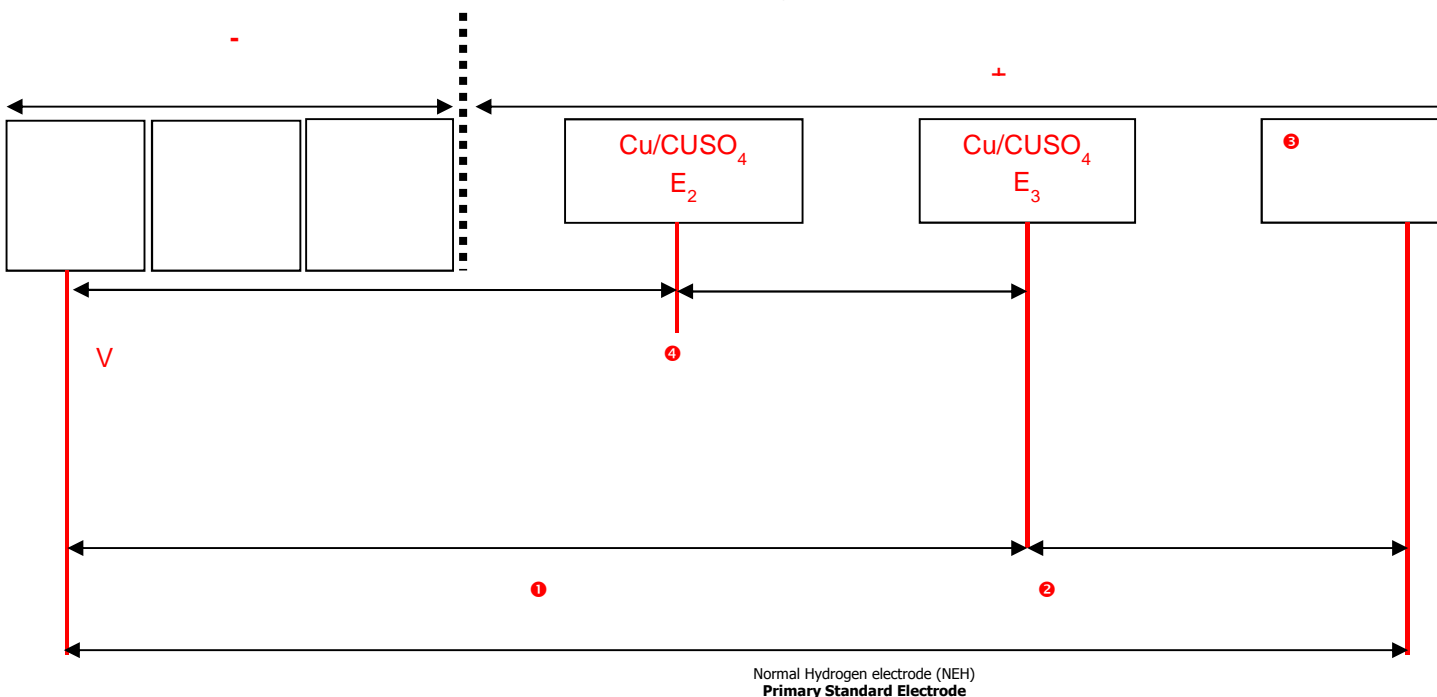 -
+
Cu/CUSO4
E2
Cu/CUSO4
E3
❸
V
❹
❶
❷
Normal Hydrogen electrode (NEH)
Primary Standard Electrode